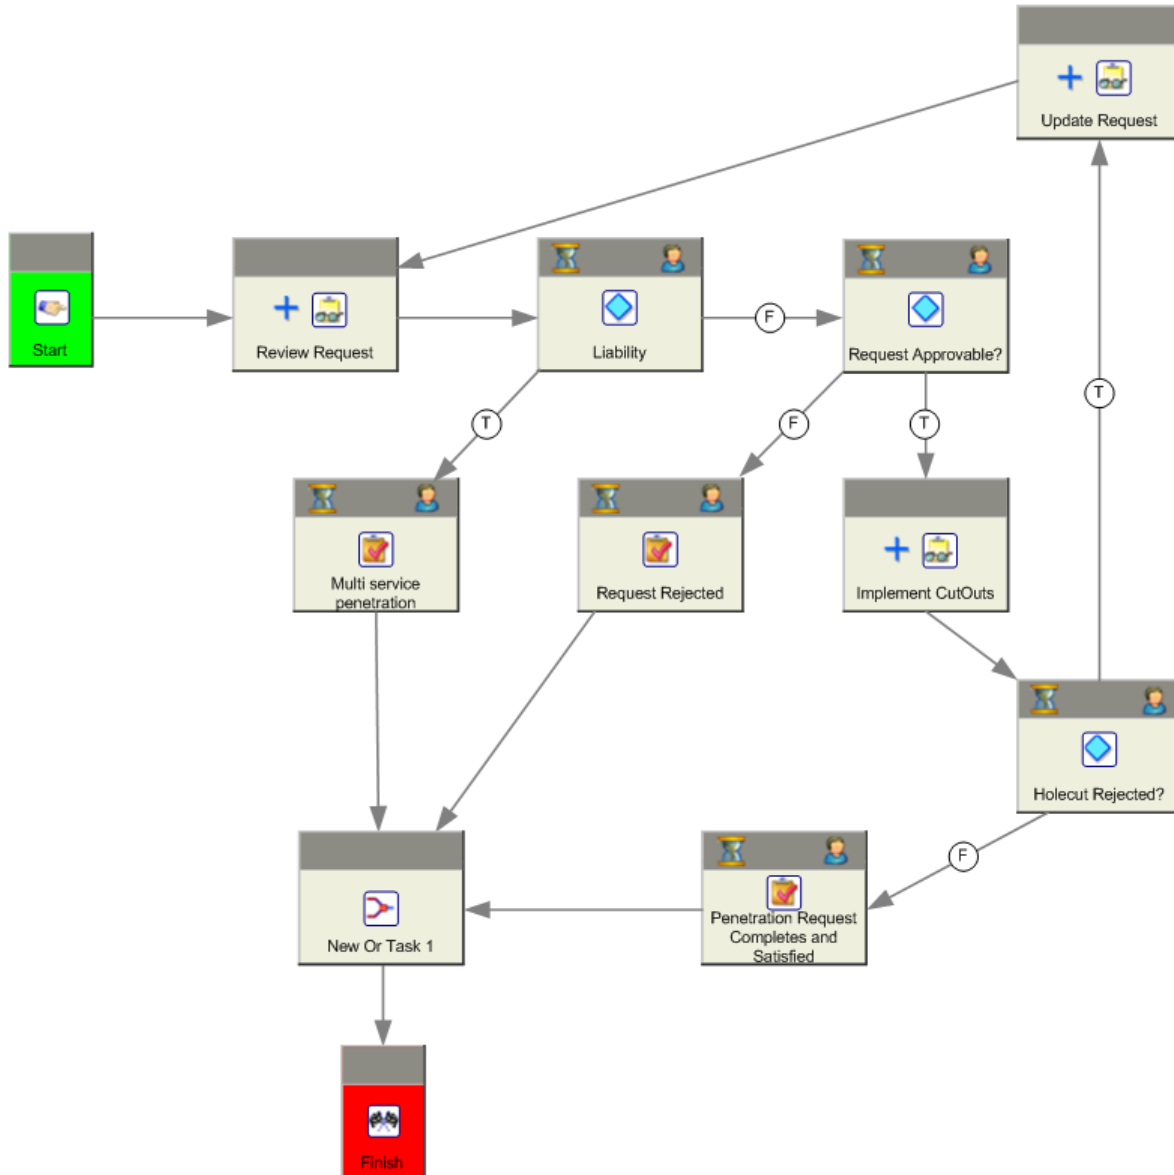 Update Request
Start
Review Request
Liability
F
Request Approvable?
T
T
F
T
Multi service
penetration
Request Rejected
Implement CutOuts
Holecut Rejected?
F
New Or Task 1
Penetration Request
Completes and
Satisfied
Finish